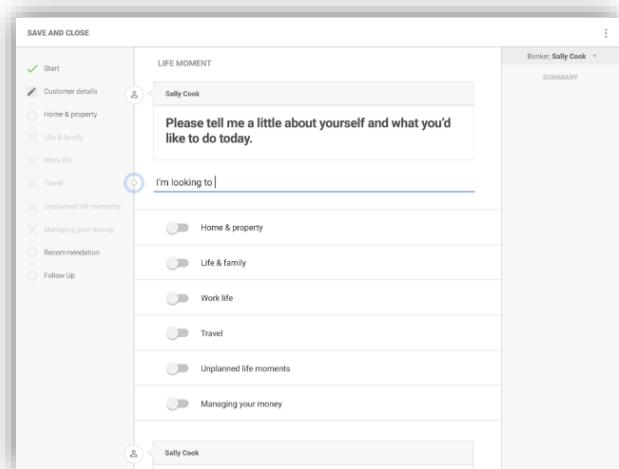 SAVE AND CLOSE
Start
Customer details
Home & property
Life & family
Work life
Travel
Unplanned life moments
Managing your money
Recommendation
Follow Up
LIFE MOMENT
Sally Cook
Please tell me a little about yourself and what you'd
like to do today.
I'm looking to
Home & property
Life & family
Work life
Travel
Unplanned life moments
Managing your money
Sally Cook
Banker, Sally Cook
SUMMARY